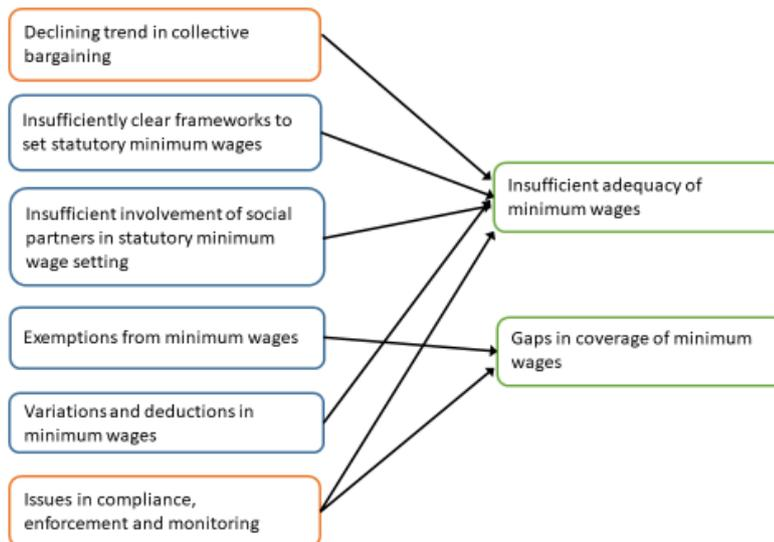 Declining trend in collective
bargaining
Insufficiently clear frameworks to
set statutory minimum wages
Insufficient involvement of social
partners in statutory minimum
wage setting
Exemptions from minimum wages
Variations and deductions in
minimum wages
Issues in compliance,
enforcement and monitoring
Insufficient adequacy of
minimum wages
Gaps in coverage of minimum
wages